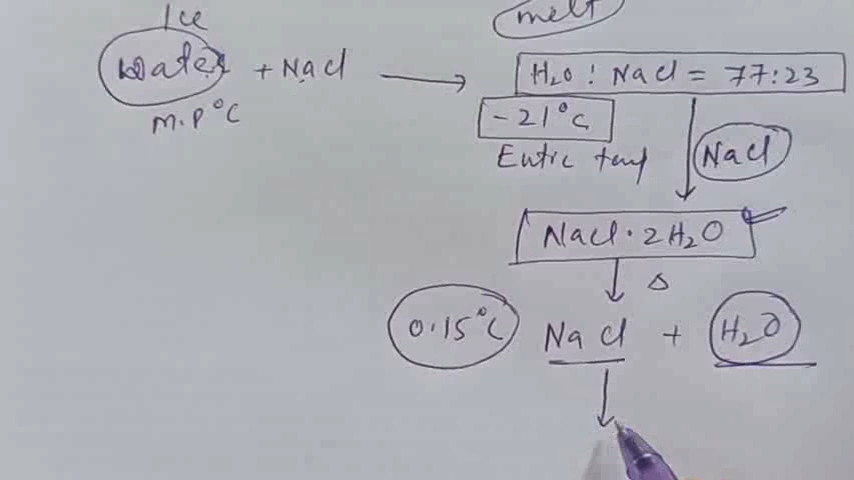 Ice
melt
Water + NaCl → H₂O : NaCl = 77:23
M.P °C
-21°C
Eutic temp
NaCl
NaCl·2H₂O
Δ
0.15°C NaCl + H₂O